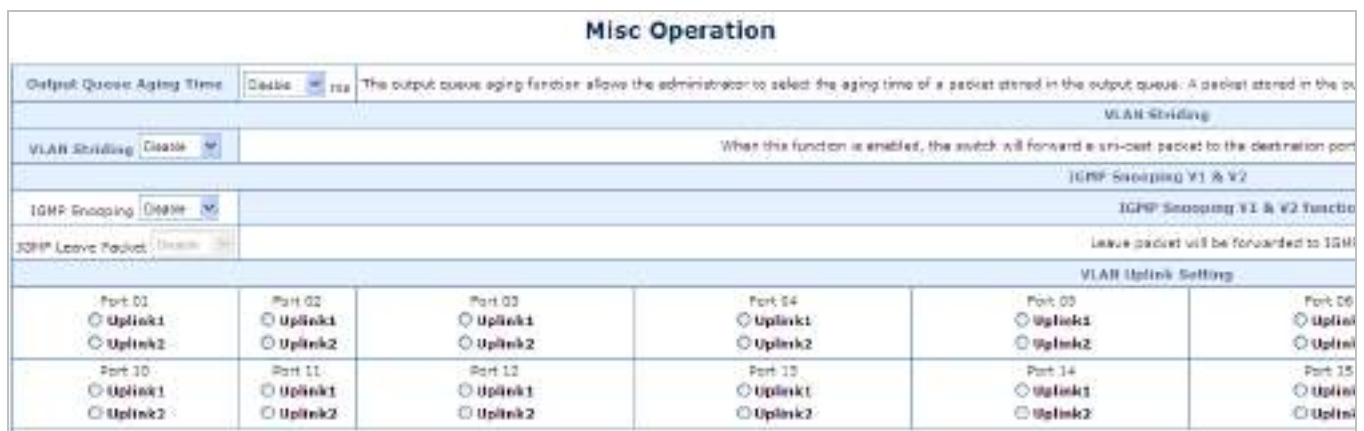 Misc Operation
Output Queue Aging Time Disable ms The output queue aging function allows the administrator to select the aging time of a packet stored in the output queue. A packet stored in the
VLAN Striding
VLAN Striding Disable When this function is enabled, the switch will forward a uni-cast packet to the destination port
IGMP Snooping V1 & V2
IGMP Snooping Disable IGMP Snooping V1 & V2 functio
IGMP Leave Packet Disable Leave packet will be forwarded to IGM
VLAN Uplink Setting
Port 01 Port 02 Port 03 Port 04 Port 05 Port 06
Uplink1 Uplink1 Uplink1 Uplink1 Uplink1 Uplin
Uplink2 Uplink2 Uplink2 Uplink2 Uplink2 Uplin
Port 10 Port 11 Port 12 Port 13 Port 14 Port 15
Uplink1 Uplink1 Uplink1 Uplink1 Uplink1 Uplin
Uplink2 Uplink2 Uplink2 Uplink2 Uplink2 Uplin